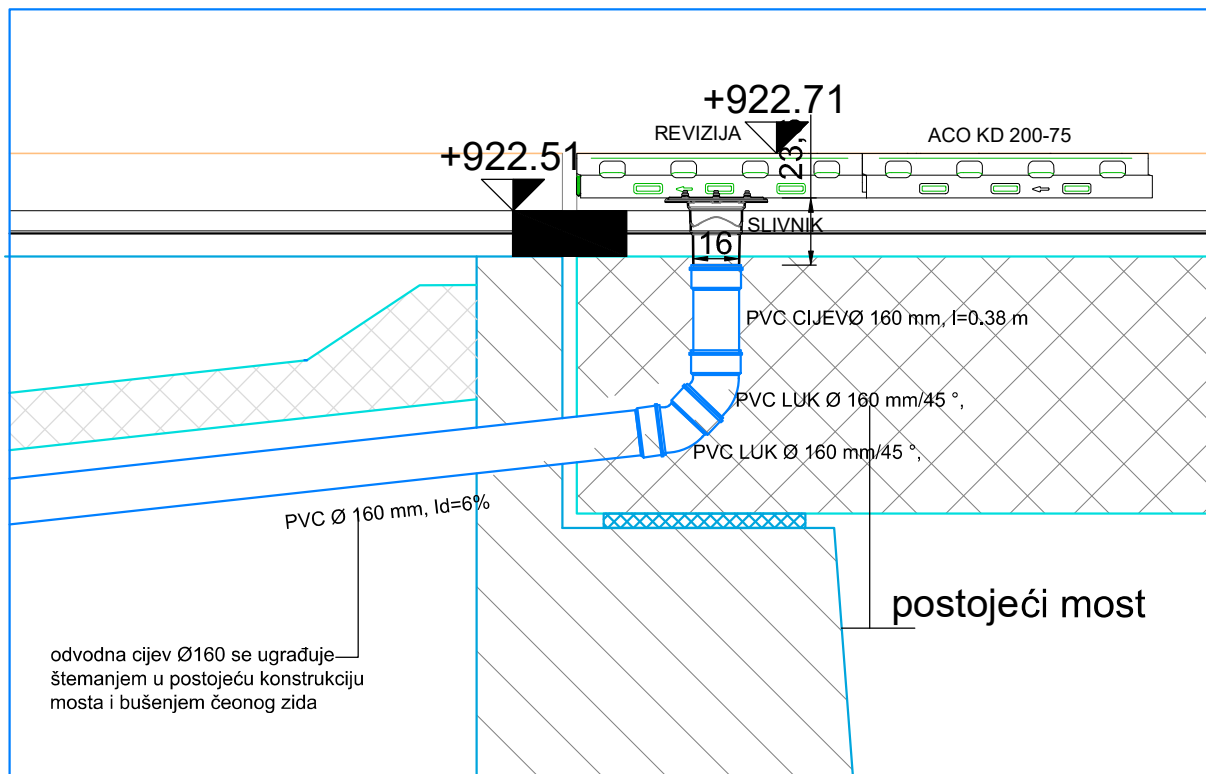 +922.71
REVIZIJA
ACO KD 200-75
+922.51
SLIVNIK
16
PVC CIJEVØ 160 mm, l=0.38 m
PVC LUK Ø 160 mm/45 °,
PVC LUK Ø 160 mm/45 °,
PVC Ø 160 mm, Id=6%
postojeći most
odvodna cijev Ø160 se ugrađuje
štemanjem u postojeću konstrukciju
mosta i bušenjem čeonog zida